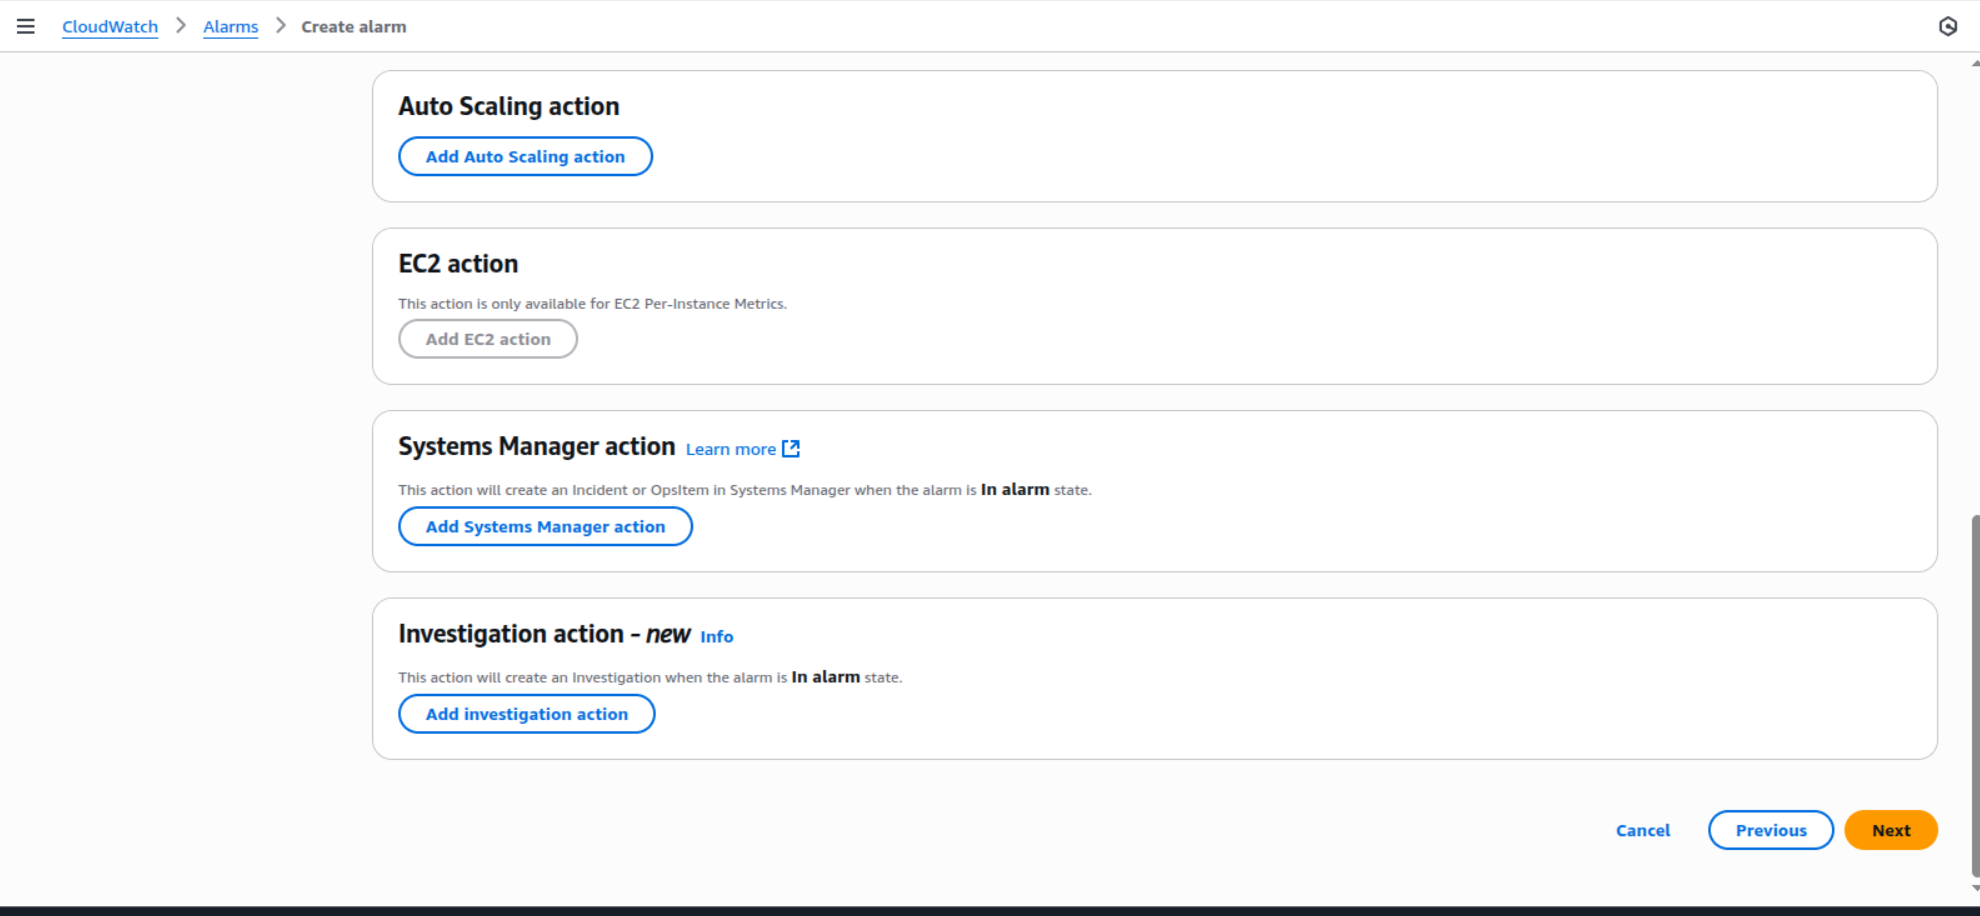 CloudWatch > Alarms > Create alarm
Auto Scaling action
Add Auto Scaling action
EC2 action
This action is only available for EC2 Per-Instance Metrics.
Add EC2 action
Systems Manager action Learn more
This action will create an Incident or OpsItem in Systems Manager when the alarm is In alarm state.
Add Systems Manager action
Investigation action - new Info
This action will create an Investigation when the alarm is In alarm state.
Add investigation action
Cancel Previous Next